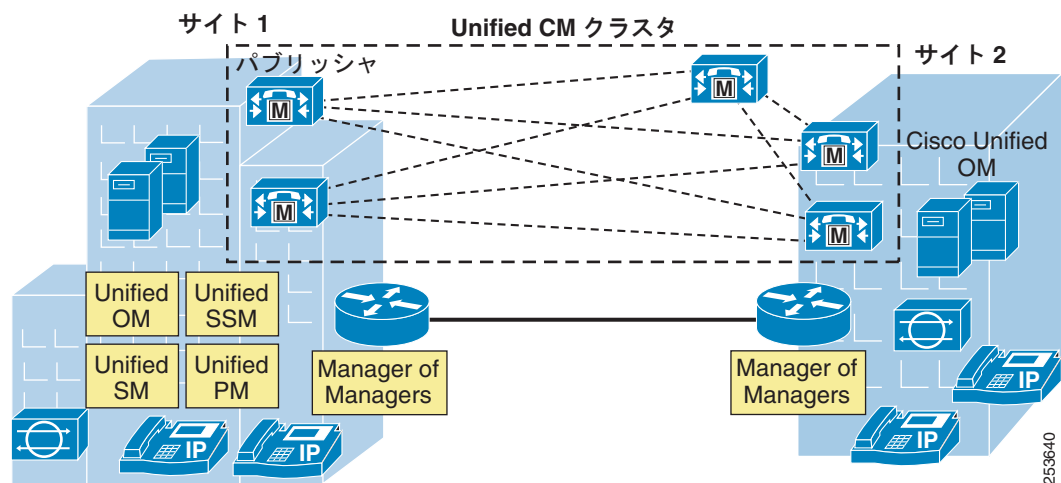 サイト 1
Unified CM クラスタ
サイト 2
パブリッシャ
M
M
M
M
M
Cisco Unified
OM
Unified
OM
Unified
SSM
Unified
SM
Unified
PM
Manager of
Managers
Manager of
Managers
IP
IP
IP
IP
253640